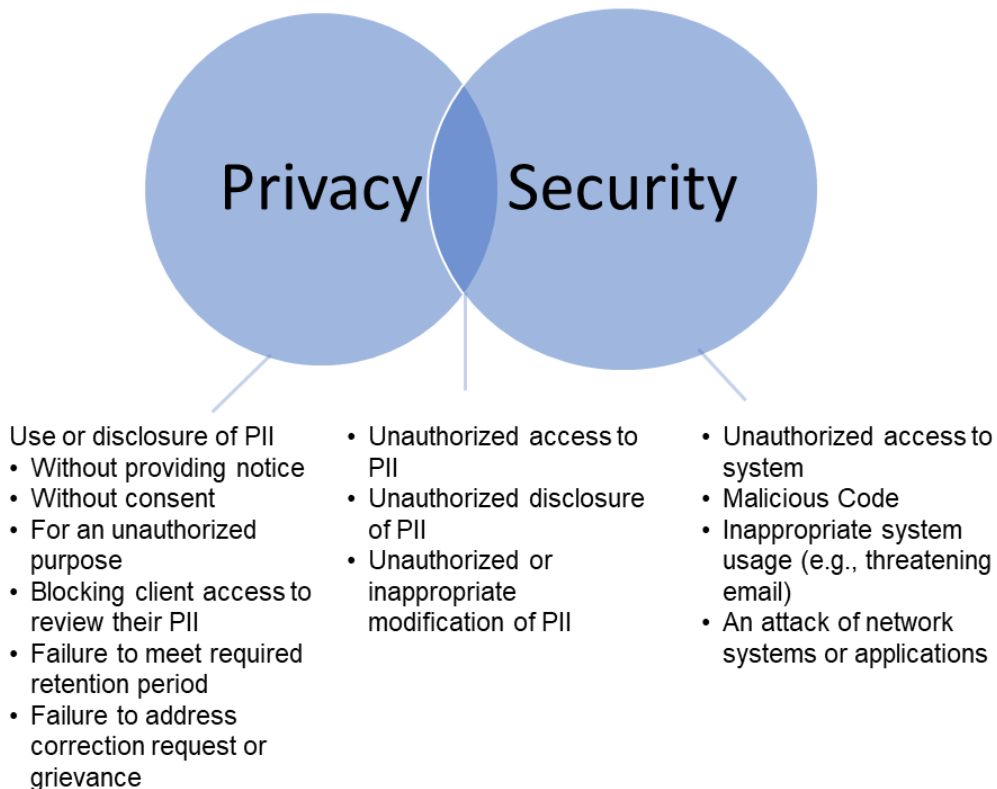 Privacy
Security
Use or disclosure of PII
• Without providing notice
• Without consent
• For an unauthorized
purpose
• Blocking client access to
review their PII
• Failure to meet required
retention period
• Failure to address
correction request or
grievance
• Unauthorized access to
PII
• Unauthorized disclosure
of PII
• Unauthorized or
inappropriate
modification of PII
• Unauthorized access to
system
• Malicious Code
• Inappropriate system
usage (e.g., threatening
email)
• An attack of network
systems or applications